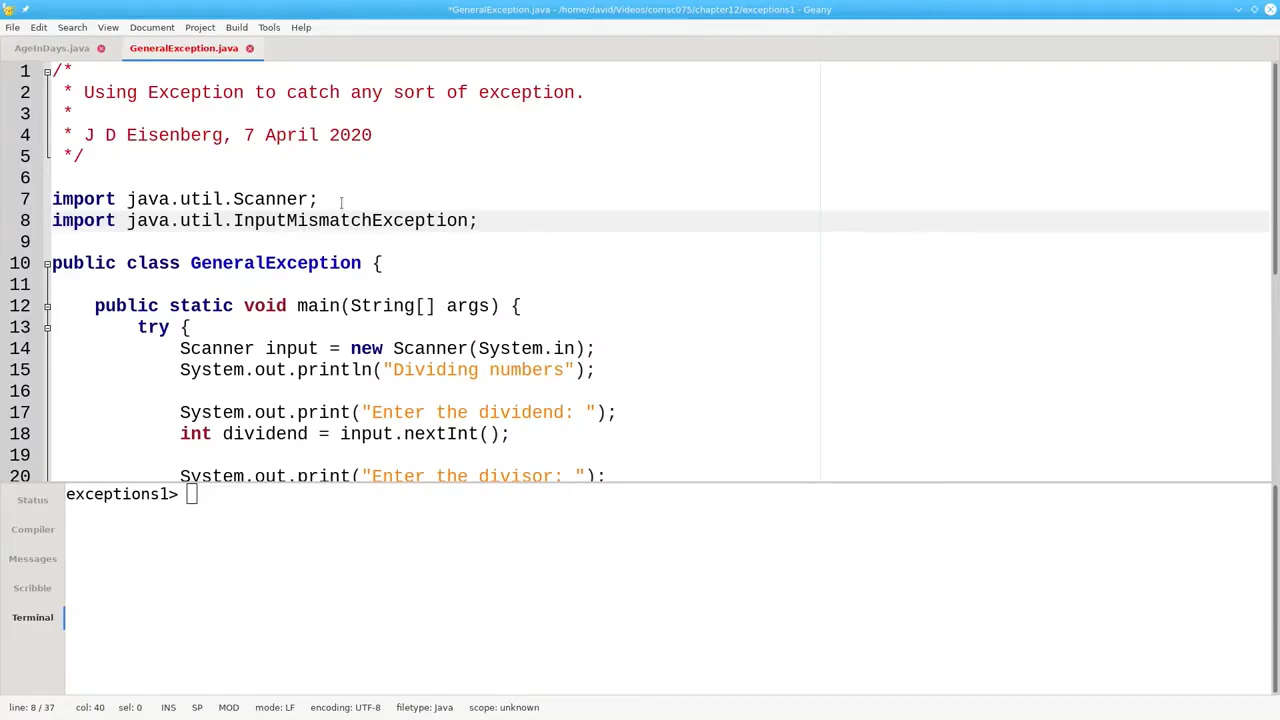 *GeneralException.java - /home/david/Videos/comsc075/chapter12/exceptions1 - Geany
File Edit Search View Document Project Build Tools Help
AgeInDays.java GeneralException.java
1 /*
2 * Using Exception to catch any sort of exception.
3 *
4 * J D Eisenberg, 7 April 2020
5 */
6
7 import java.util.Scanner;
8 import java.util.InputMismatchException;
9
10 public class GeneralException {
11
12 public static void main(String[] args) {
13 try {
14 Scanner input = new Scanner(System.in);
15 System.out.println("Dividing numbers");
16
17 System.out.print("Enter the dividend: ");
18 int dividend = input.nextInt();
19
20 System.out.print("Enter the divisor: ");
Status
Compiler
Messages
Scribble
Terminal
exceptions1>
line: 8 / 37 col: 40 sel: 0 INS SP MOD mode: LF encoding: UTF-8 filetype: Java scope: unknown